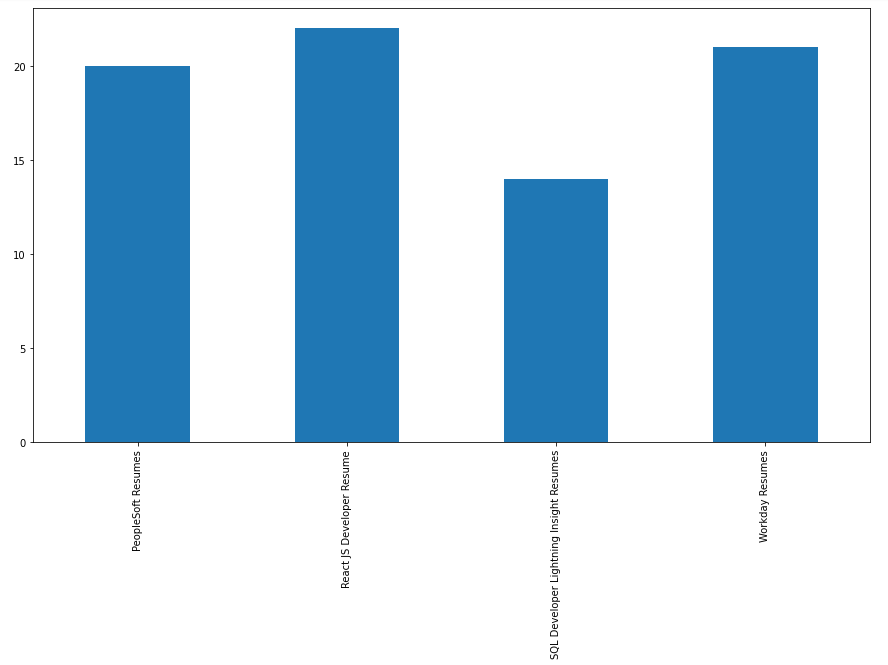 20
15
10
5
0
PeopleSoft Resumes
React JS Developer Resume
SQL Developer Lightning Insight Resumes
Workday Resumes